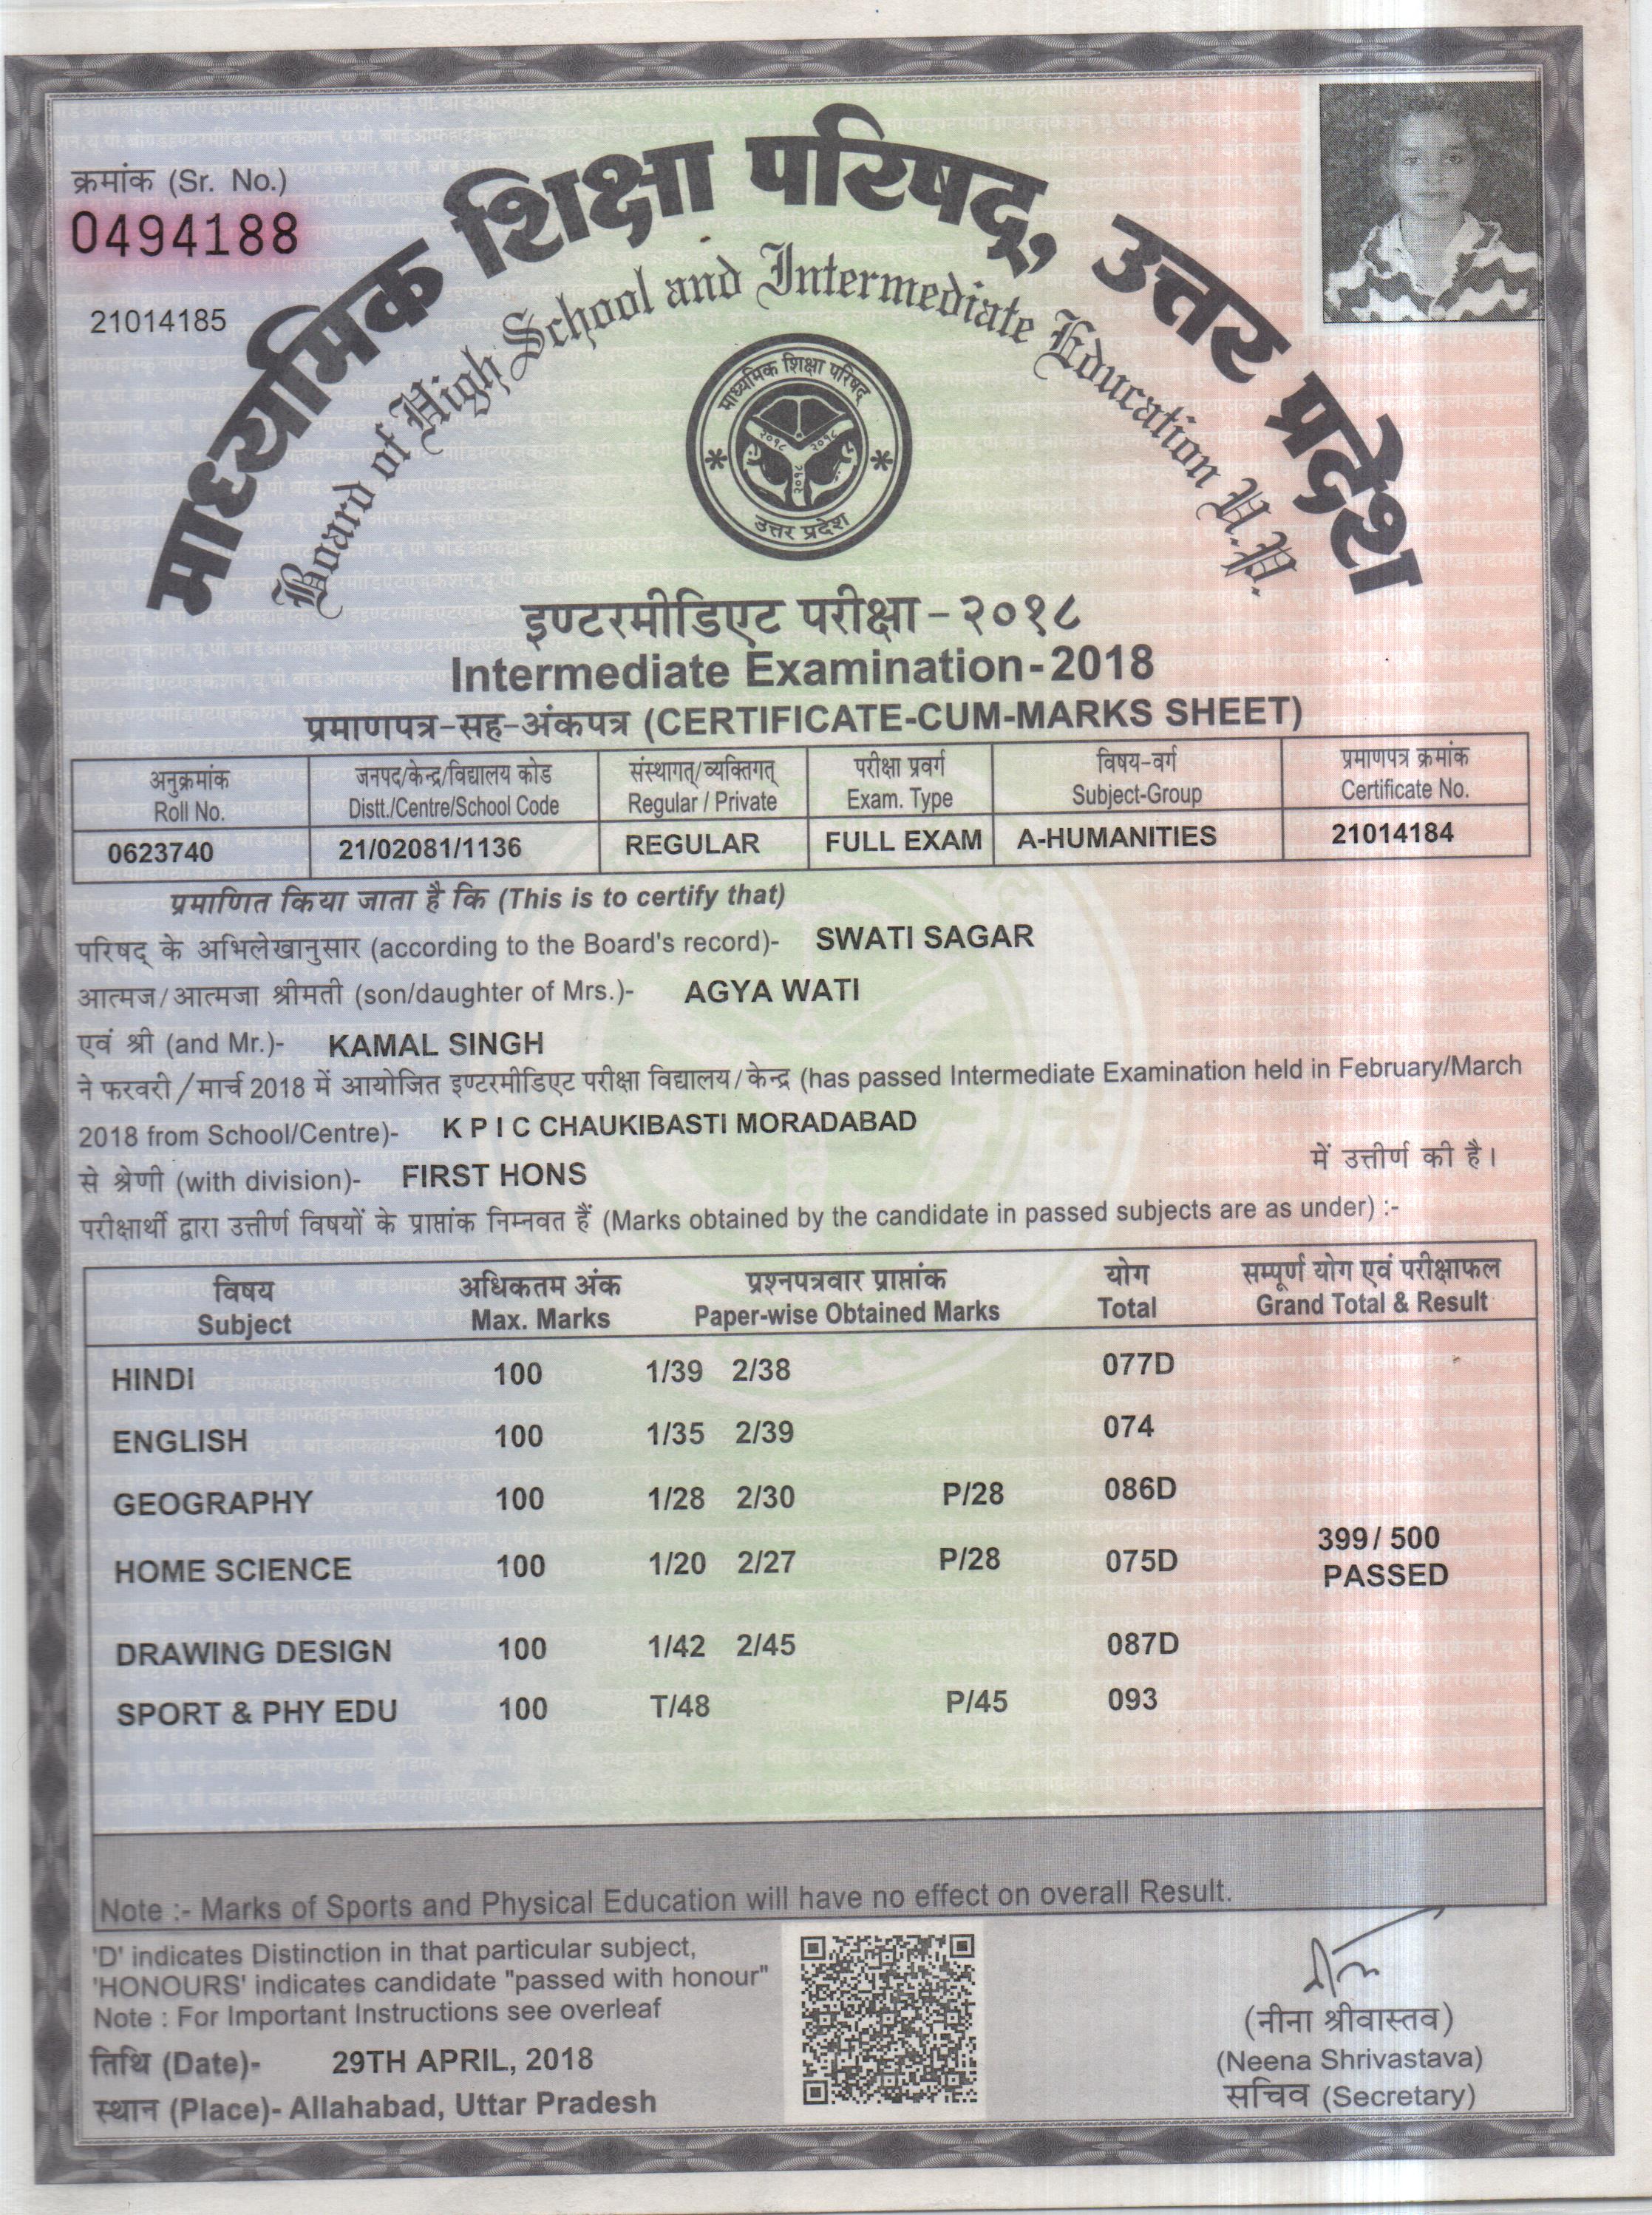 क्रमांक (Sr. No.)
0494188
21014185
माध्यमिक शिक्षा परिषद्, उत्तर प्रदेश
Board of High School and Intermediate Education U.P.
माध्यमिक शिक्षा परिषद्
२०१८ २०१८
२०१८
उत्तर प्रदेश
इण्टरमीडिएट परीक्षा - २०१८
Intermediate Examination - 2018
प्रमाणपत्र-सह-अंकपत्र (CERTIFICATE-CUM-MARKS SHEET)
अनुक्रमांक जनपद/केन्द्र/विद्यालय कोड संस्थागत/व्यक्तिगत् परीक्षा प्रवर्ग विषय-वर्ग प्रमाणपत्र क्रमांक
Roll No. Distt./Centre/School Code Regular / Private Exam. Type Subject-Group Certificate No.
0623740 21/02081/1136 REGULAR FULL EXAM A-HUMANITIES 21014184
प्रमाणित किया जाता है कि (This is to certify that)
परिषद् के अभिलेखानुसार (according to the Board's record)- SWATI SAGAR
आत्मज/आत्मजा श्रीमती (son/daughter of Mrs.)- AGYA WATI
एवं श्री (and Mr.)- KAMAL SINGH
ने फरवरी/मार्च 2018 में आयोजित इण्टरमीडिएट परीक्षा विद्यालय/केन्द्र (has passed Intermediate Examination held in February/March
2018 from School/Centre)- K P I C CHAUKIBASTI MORADABAD
से श्रेणी (with division)- FIRST HONS में उत्तीर्ण की है।
परीक्षार्थी द्वारा उत्तीर्ण विषयों के प्राप्तांक निम्नवत हैं (Marks obtained by the candidate in passed subjects are as under) :-
विषय अधिकतम अंक प्रश्नपत्रवार प्राप्तांक योग सम्पूर्ण योग एवं परीक्षाफल
Subject Max. Marks Paper-wise Obtained Marks Total Grand Total & Result
HINDI 100 1/39 2/38 077D
ENGLISH 100 1/35 2/39 074
GEOGRAPHY 100 1/28 2/30 P/28 086D
399/ 500
HOME SCIENCE 100 1/20 2/27 P/28 075D PASSED
DRAWING DESIGN 100 1/42 2/45 087D
SPORT & PHY EDU 100 T/48 P/45 093
Note :- Marks of Sports and Physical Education will have no effect on overall Result.
'D' indicates Distinction in that particular subject,
'HONOURS' indicates candidate "passed with honour"
Note : For Important Instructions see overleaf
तिथि (Date)- 29TH APRIL, 2018
स्थान (Place)- Allahabad, Uttar Pradesh
(नीना श्रीवास्तव)
(Neena Shrivastava)
सचिव (Secretary)